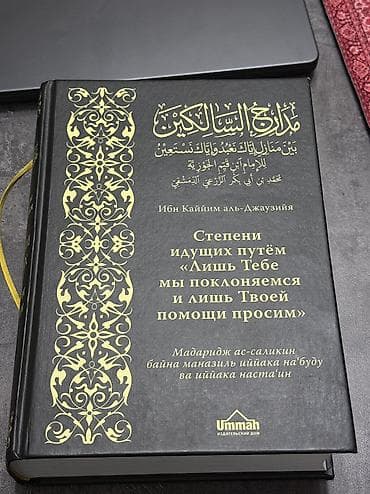 مدارج السالكين
بين منازل إياك نعبد وإياك نستعين
للإمام ابن قيم الجوزية
محمد بن أبي بكر الزرعي الدمشقي
Ибн Каййим аль-Джаузийя
Степени
идущих путём
«Лишь Тебе
мы поклоняемся
и лишь Твоей
помощи просим»
Мадаридж ас-саликин
байна маназиль иййака на'буду
ва иййака наста'ин
Ummah
ИЗДАТЕЛЬСКИЙ ДОМ